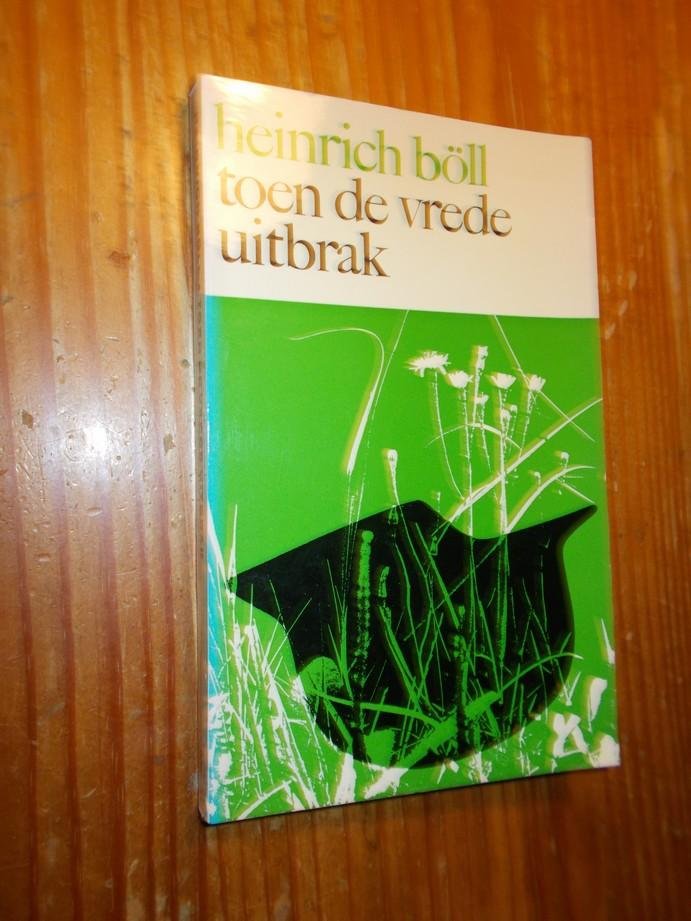 heinrich böll
toen de vrede
uitbrak